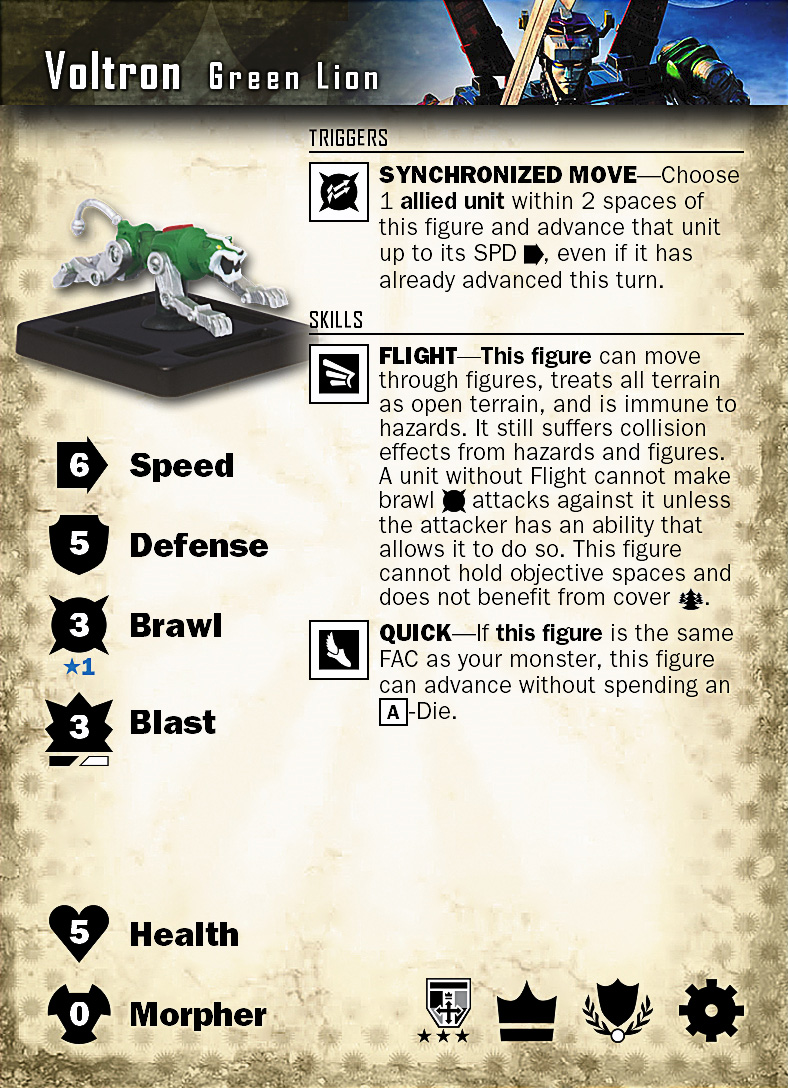 Voltron Green Lion
TRIGGERS
SYNCHRONIZED MOVE—Choose
1 allied unit within 2 spaces of
this figure and advance that unit
up to its SPD , even if it has
already advanced this turn.
SKILLS
FLIGHT—This figure can move
through figures, treats all terrain
as open terrain, and is immune to
hazards. It still suffers collision
effects from hazards and figures.
A unit without Flight cannot make
brawl attacks against it unless
the attacker has an ability that
allows it to do so. This figure
cannot hold objective spaces and
does not benefit from cover .
QUICK—If this figure is the same
FAC as your monster, this figure
can advance without spending an
A-Die.
6 Speed
5 Defense
3 Brawl
★1
3 Blast
5 Health
0 Morpher